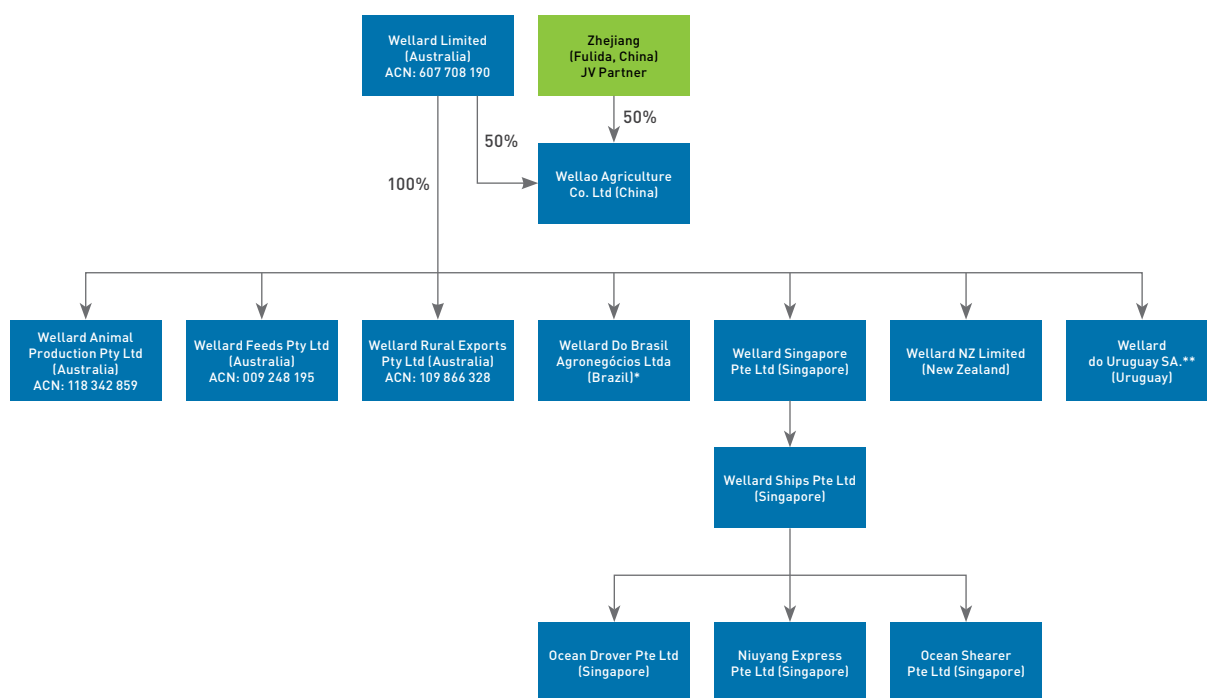 Wellard Limited
(Australia)
ACN: 607 708 190
Zhejiang
(Fulida, China)
JV Partner
50%
50%
100%
Wellao Agriculture
Co. Ltd (China)
Wellard Animal
Production Pty Ltd
(Australia)
ACN: 118 342 859
Wellard Feeds Pty Ltd
(Australia)
ACN: 009 248 195
Wellard Rural Exports
Pty Ltd (Australia)
ACN: 109 866 328
Wellard Do Brasil
Agronegócios Ltda
(Brazil)*
Wellard Singapore
Pte Ltd (Singapore)
Wellard NZ Limited
(New Zealand)
Wellard
do Uruguay SA.**
(Uruguay)
Wellard Ships Pte Ltd
(Singapore)
Ocean Drover Pte Ltd
(Singapore)
Niuyang Express
Pte Ltd (Singapore)
Ocean Shearer
Pte Ltd (Singapore)